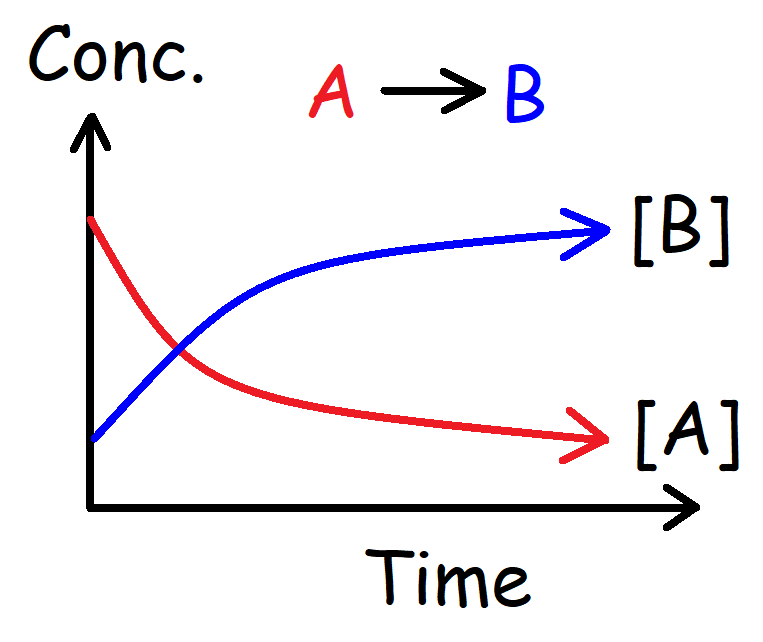 Conc.
A → B
[B]
[A]
Time